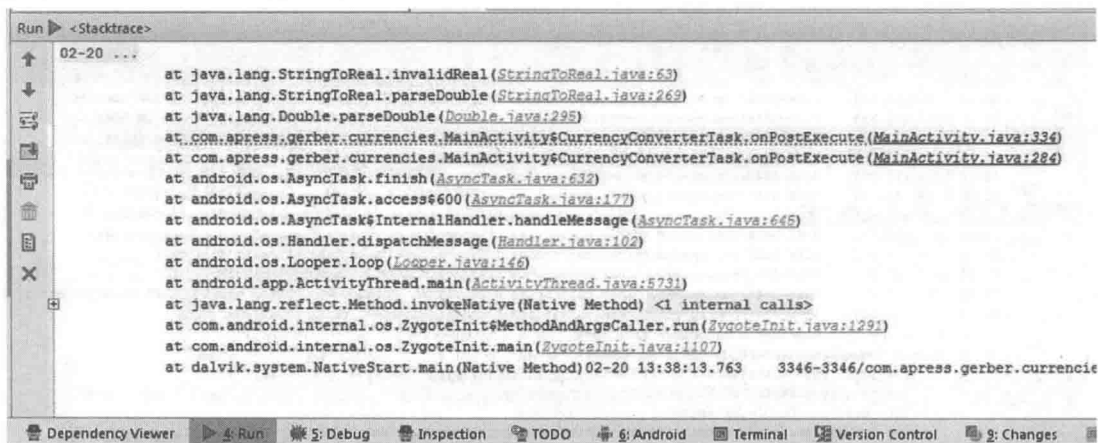 Run <Stacktrace>
02-20 ...
at java.lang.StringToReal.invalidReal(StringToReal.java:63)
at java.lang.StringToReal.parseDouble(StringToReal.java:269)
at java.lang.Double.parseDouble(Double.java:295)
at com.apress.gerber.currencies.MainActivity$CurrencyConverterTask.onPostExecute(MainActivity.java:334)
at com.apress.gerber.currencies.MainActivity$CurrencyConverterTask.onPostExecute(MainActivity.java:284)
at android.os.AsyncTask.finish(AsyncTask.java:632)
at android.os.AsyncTask.access$600(AsyncTask.java:177)
at android.os.AsyncTask$InternalHandler.handleMessage(AsyncTask.java:645)
at android.os.Handler.dispatchMessage(Handler.java:102)
at android.os.Looper.loop(Looper.java:146)
at android.app.ActivityThread.main(ActivityThread.java:5731)
at java.lang.reflect.Method.invokeNative(Native Method) <1 internal calls>
at com.android.internal.os.ZygoteInit$MethodAndArgsCaller.run(ZygoteInit.java:1291)
at com.android.internal.os.ZygoteInit.main(ZygoteInit.java:1107)
at dalvik.system.NativeStart.main(Native Method)02-20 13:38:13.763 3346-3346/com.apress.gerber.currencie
Dependency Viewer 4: Run 5: Debug Inspection TODO 6: Android Terminal Version Control 9: Changes